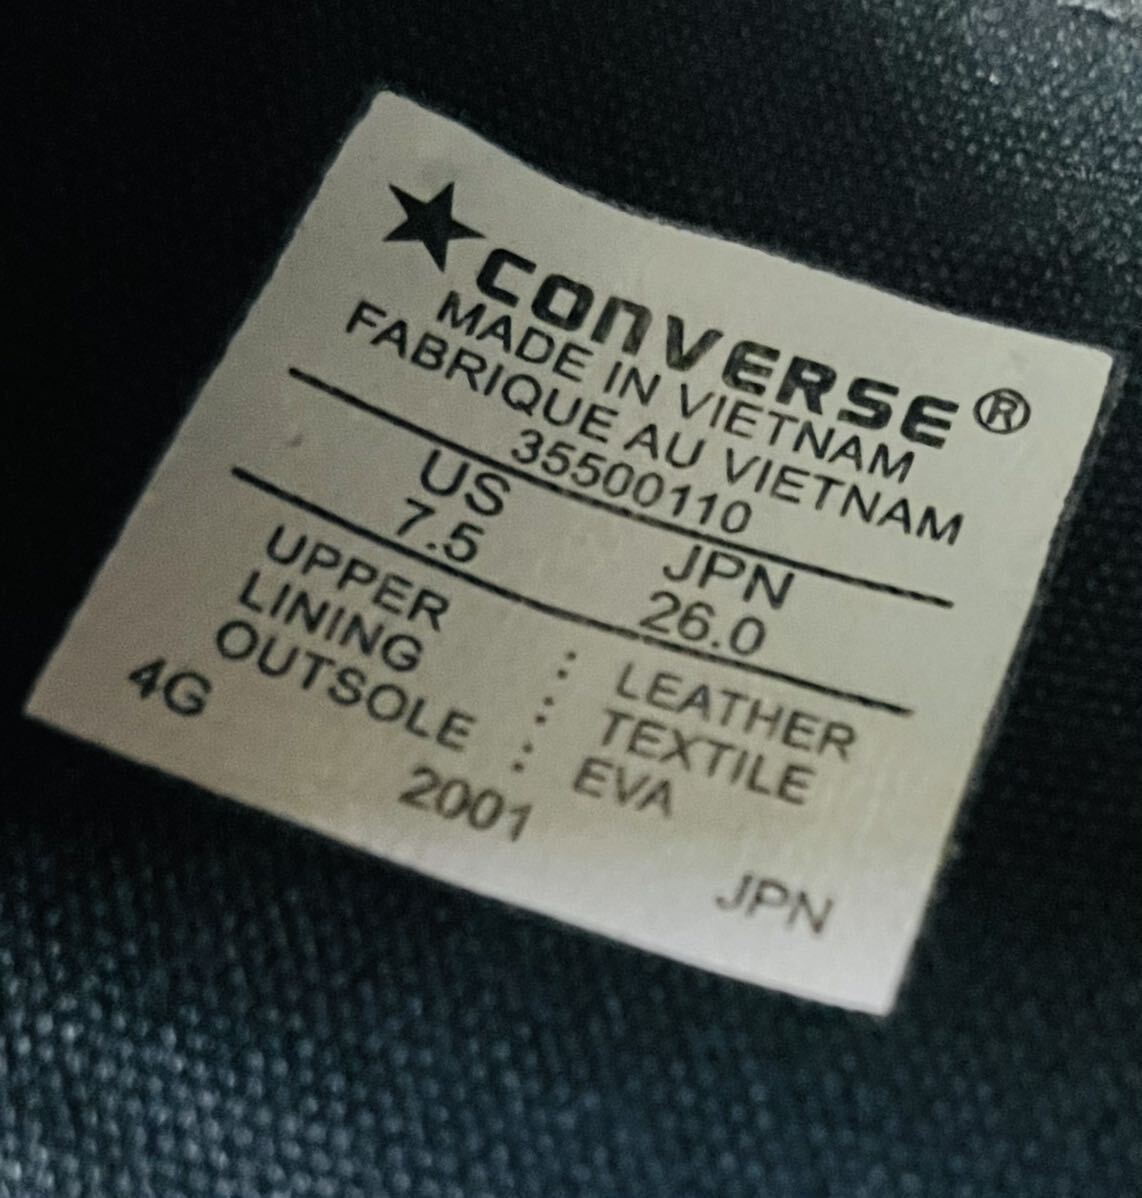 CONVERSE®
MADE IN VIETNAM
FABRIQUE AU VIETNAM
35500110
US JPN
7.5 26.0
UPPER : LEATHER
LINING : TEXTILE
OUTSOLE : EVA
4G 2001 JPN